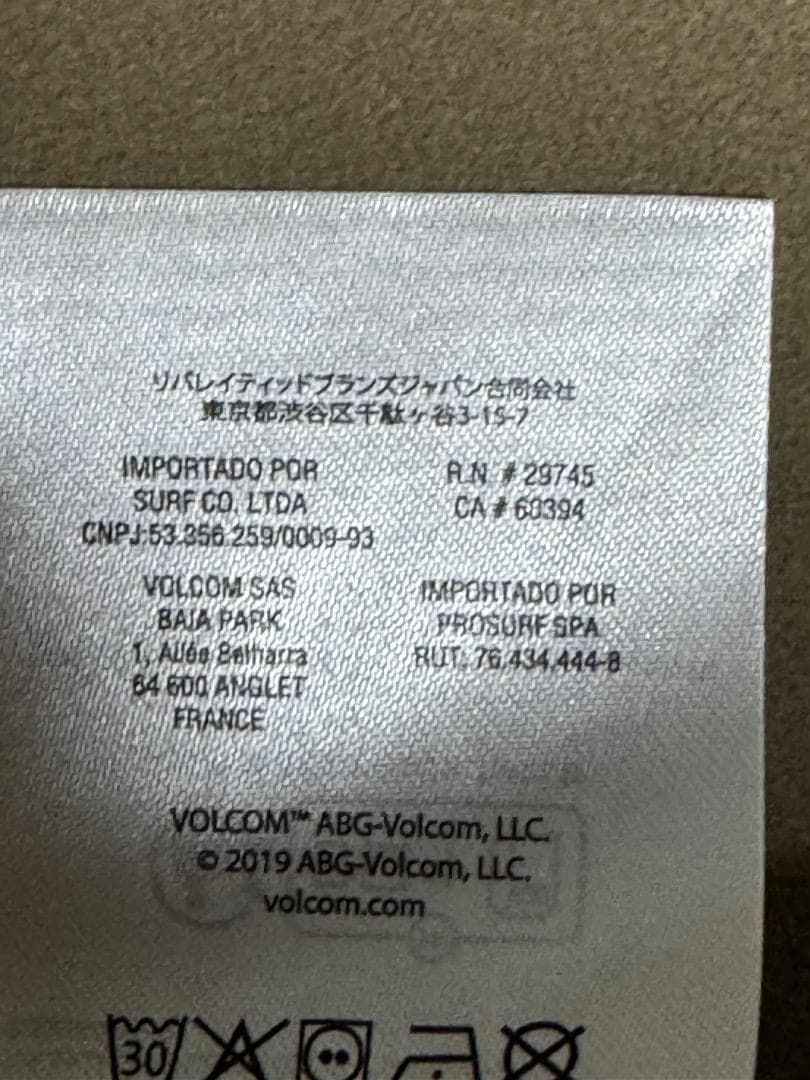 リバレイティッドブランズジャパン合同会社
東京都渋谷区千駄ヶ谷3-15-7
IMPORTADO POR
SURF CO. LTDA
CNPJ:53.356.259/0009-93
R.N # 29745
CA # 60394
VOLCOM SAS
BAIA PARK
1, Allée Belharra
64 600 ANGLET
FRANCE
IMPORTADO POR
PROSURF SPA
RUT: 76.434.444-8
VOLCOM™ ABG-Volcom, LLC.
© 2019 ABG-Volcom, LLC.
volcom.com
30